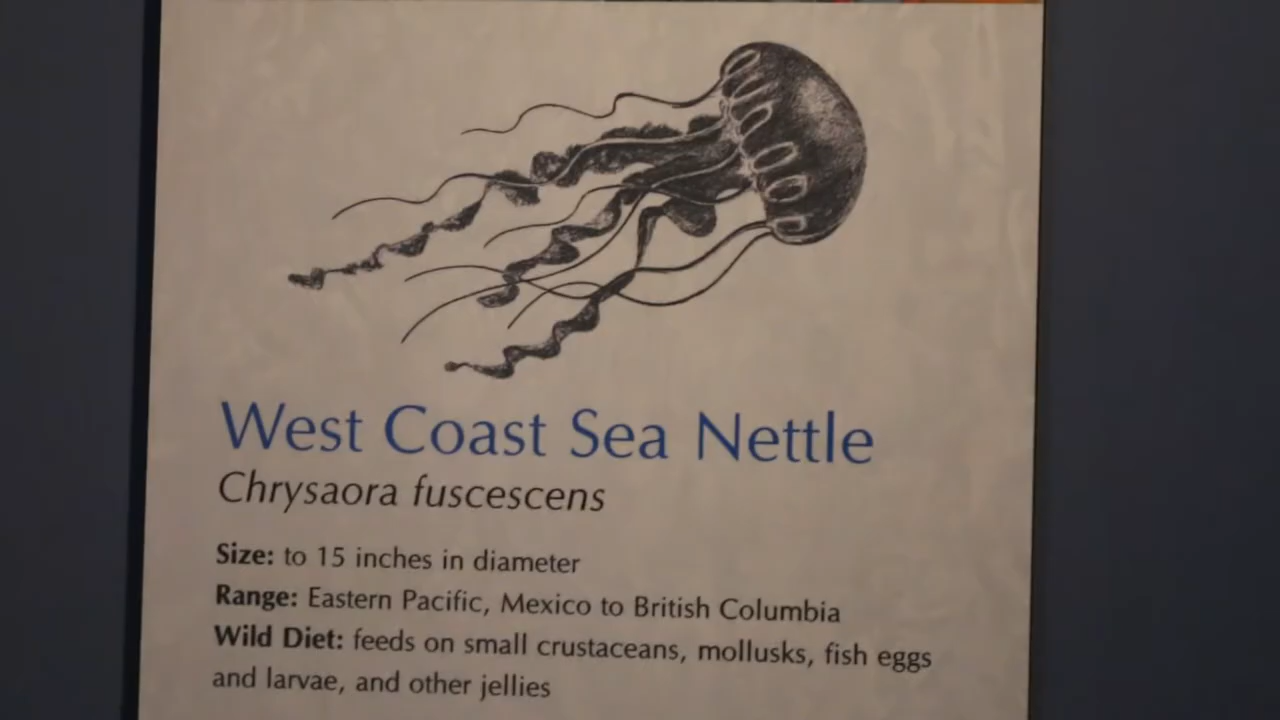 West Coast Sea Nettle
Chrysaora fuscescens
Size: to 15 inches in diameter
Range: Eastern Pacific, Mexico to British Columbia
Wild Diet: feeds on small crustaceans, mollusks, fish eggs
and larvae, and other jellies